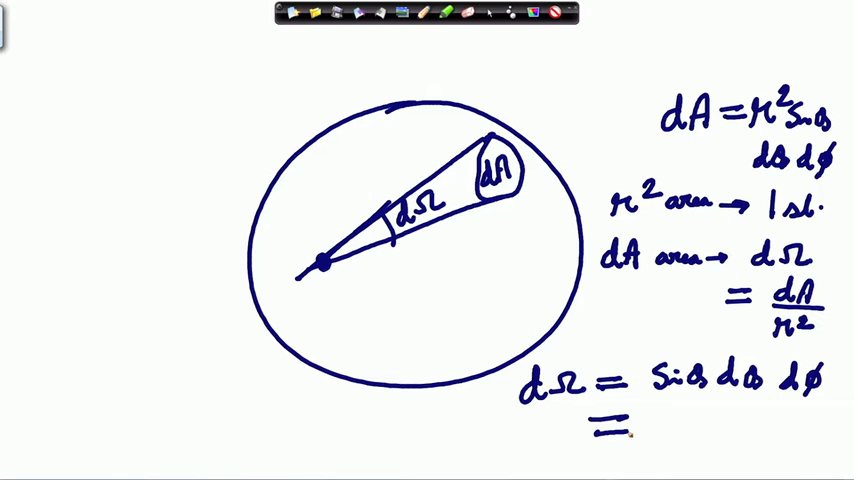 dA = r² Sinθ
dθ dφ
r² area → 1 st.
dA area → dΩ
= dA/r²
dΩ = Sinθ dθ dφ
=
dΩ
dA